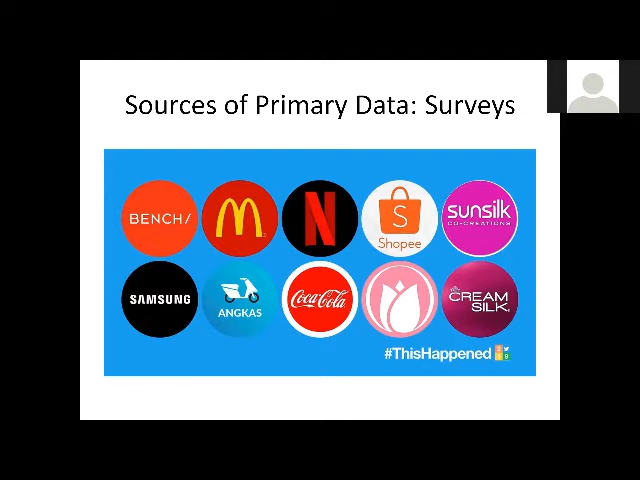 Sources of Primary Data: Surveys
BENCH/
M
N
S
Shopee
sunsilk
CO-CREATIONS
SAMSUNG
ANGKAS
Coca-Cola
CREAM
SILK
#ThisHappened